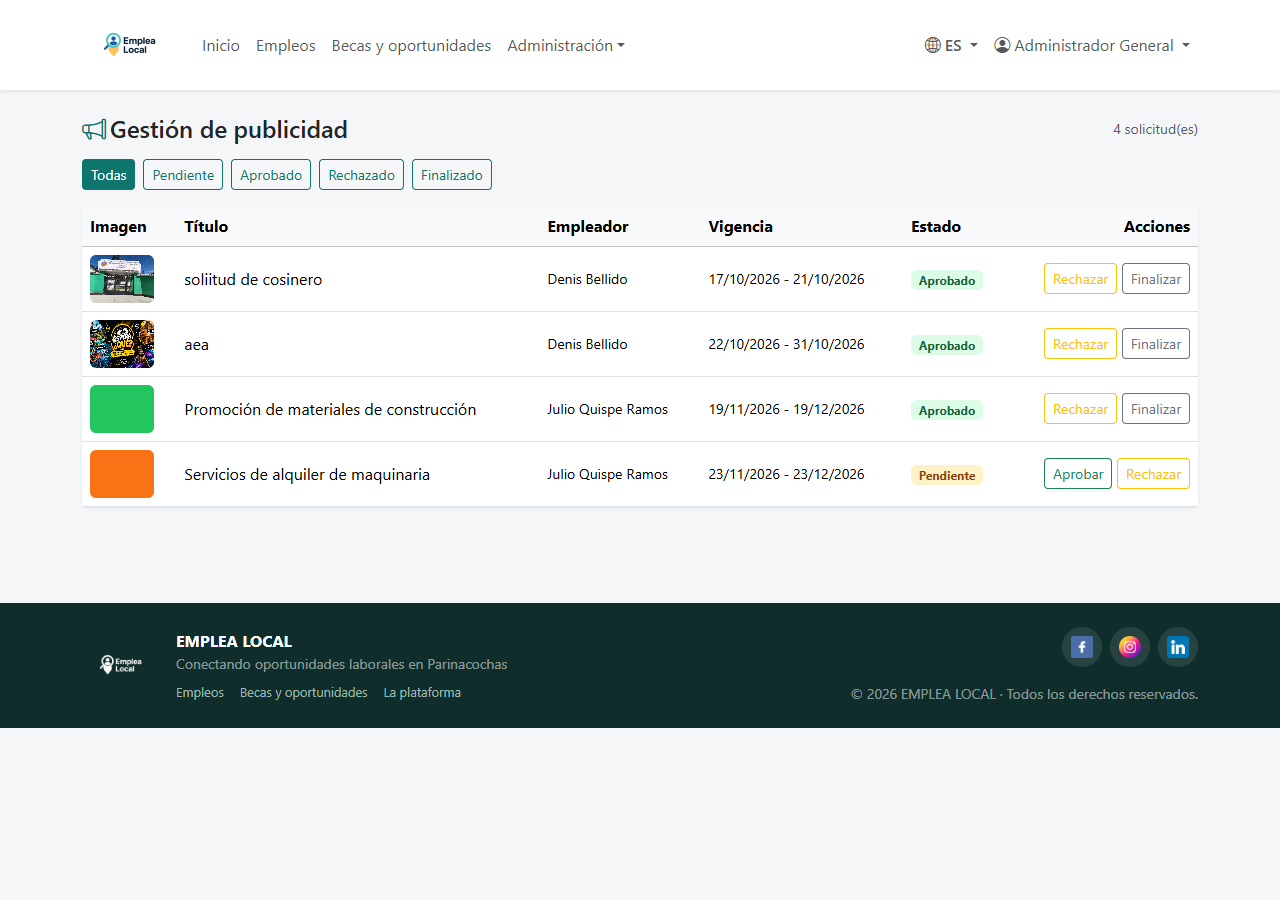 Emplea Local
Inicio Empleos Becas y oportunidades Administración ES Administrador General
Gestión de publicidad 4 solicitud(es)
Todas Pendiente Aprobado Rechazado Finalizado
Imagen Título Empleador Vigencia Estado Acciones
soliitud de cosinero Denis Bellido 17/10/2026 - 21/10/2026 Aprobado Rechazar Finalizar
aea Denis Bellido 22/10/2026 - 31/10/2026 Aprobado Rechazar Finalizar
Promoción de materiales de construcción Julio Quispe Ramos 19/11/2026 - 19/12/2026 Aprobado Rechazar Finalizar
Servicios de alquiler de maquinaria Julio Quispe Ramos 23/11/2026 - 23/12/2026 Pendiente Aprobar Rechazar
Emplea Local
EMPLEA LOCAL
Conectando oportunidades laborales en Parinacochas
Empleos Becas y oportunidades La plataforma
© 2026 EMPLEA LOCAL · Todos los derechos reservados.